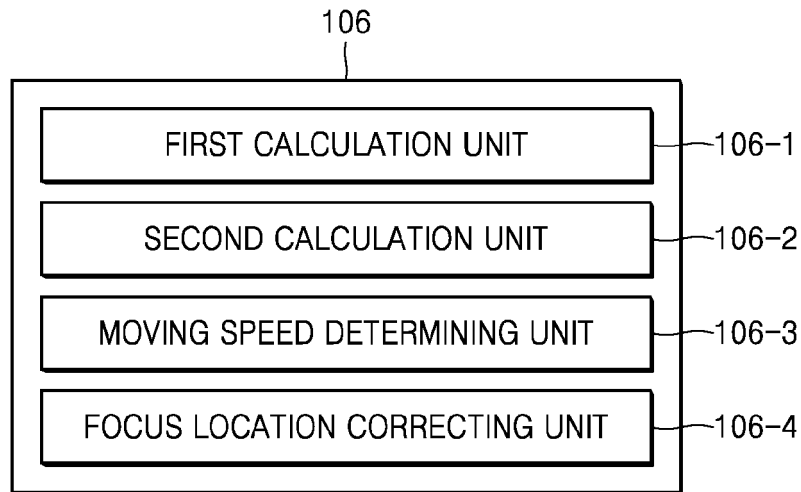 106
FIRST CALCULATION UNIT 106-1
SECOND CALCULATION UNIT 106-2
MOVING SPEED DETERMINING UNIT 106-3
FOCUS LOCATION CORRECTING UNIT 106-4